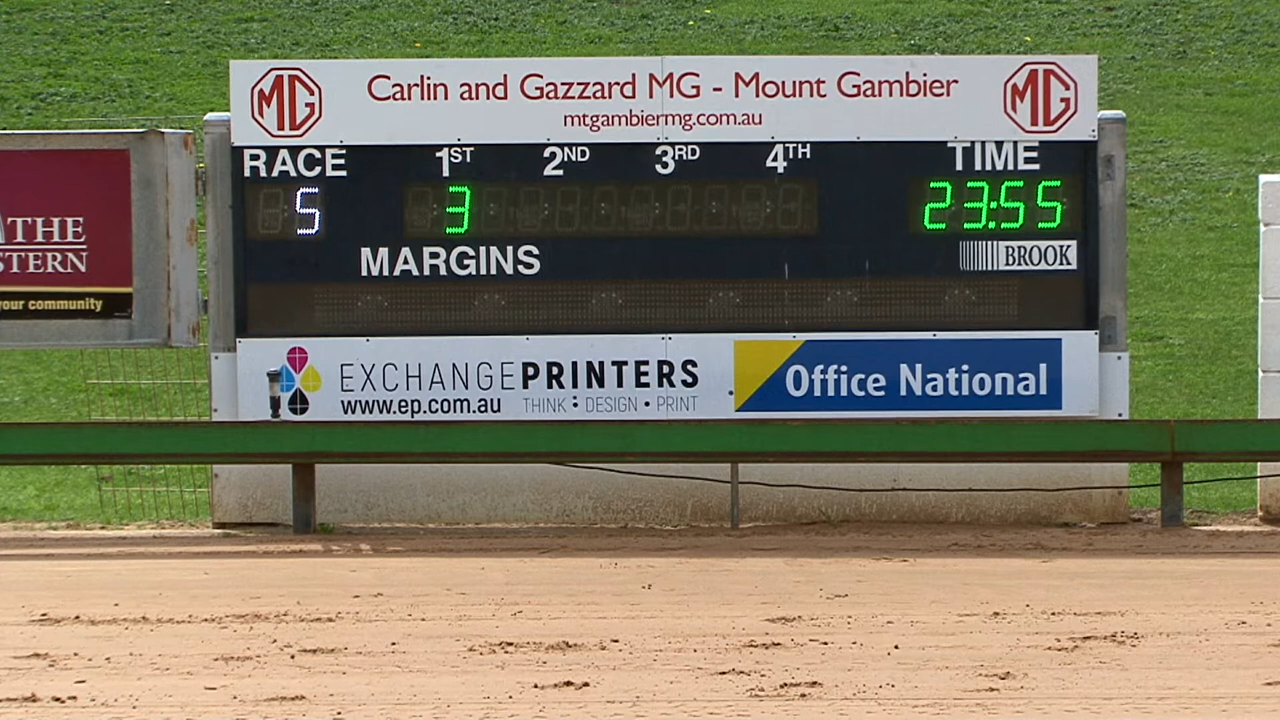 MG Carlin and Gazzard MG - Mount Gambier MG
mtgambiermg.com.au
RACE 1ST 2ND 3RD 4TH TIME
5 3 23:55
MARGINS BROOK
THE
STERN
your community
EXCHANGEPRINTERS
www.ep.com.au THINK : DESIGN • PRINT
Office National